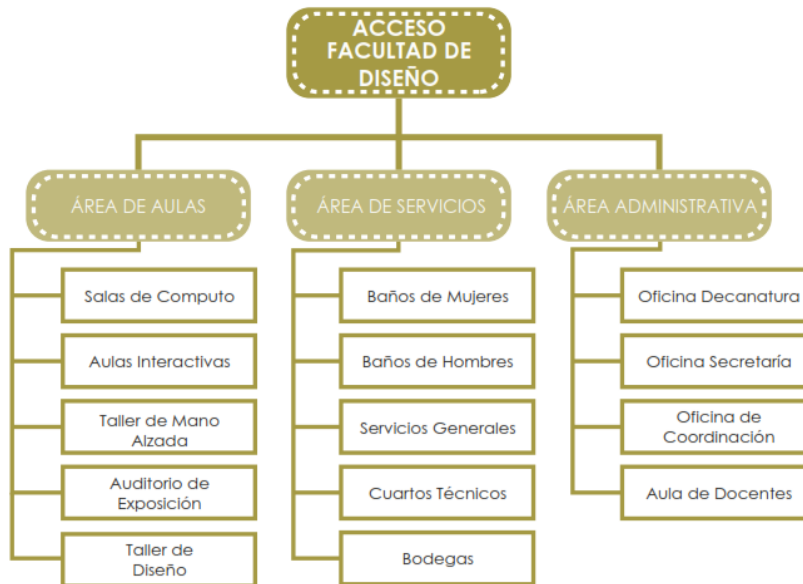 ACCESO
FACULTAD DE
DISEÑO
ÁREA DE AULAS
Salas de Computo
Aulas Interactivas
Taller de Mano
Alzada
Auditorio de
Exposición
Taller de
Diseño
ÁREA DE SERVICIOS
Baños de Mujeres
Baños de Hombres
Servicios Generales
Cuartos Técnicos
Bodegas
ÁREA ADMINISTRATIVA
Oficina Decanatura
Oficina Secretaría
Oficina de
Coordinación
Aula de Docentes